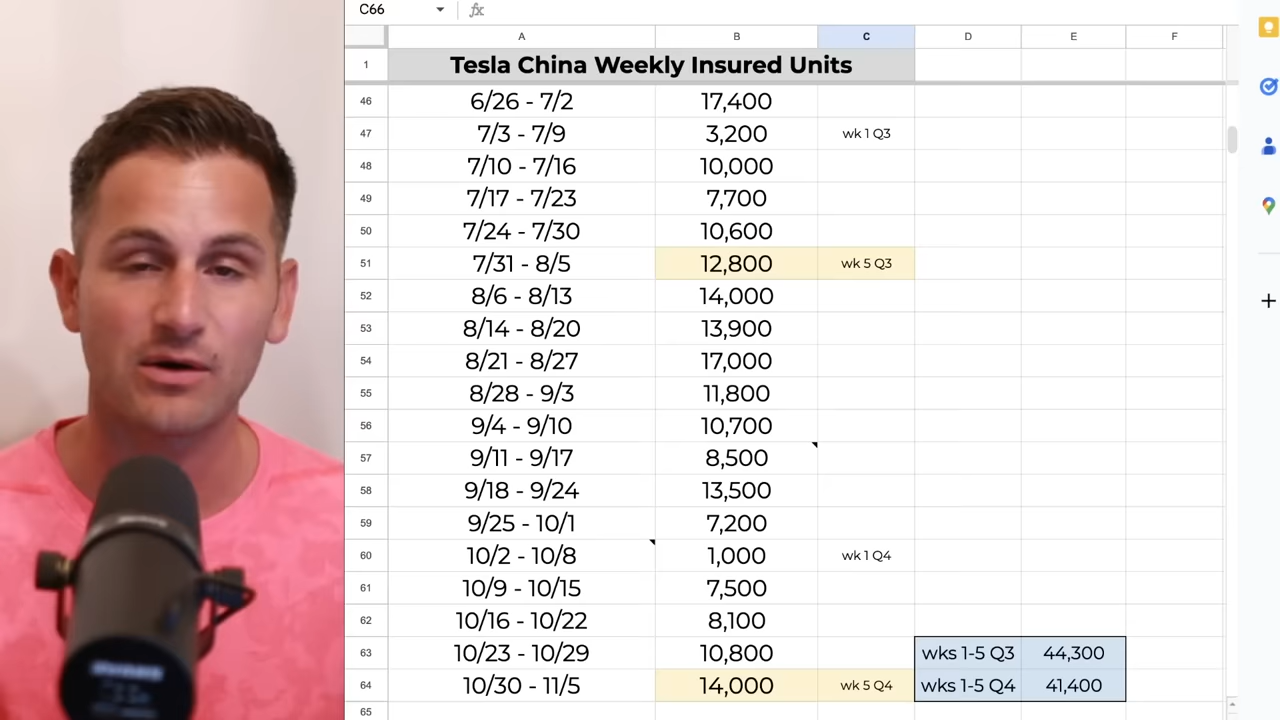 C66 fx
A B C D E F
1 Tesla China Weekly Insured Units
46 6/26 - 7/2 17,400
47 7/3 - 7/9 3,200 wk 1 Q3
48 7/10 - 7/16 10,000
49 7/17 - 7/23 7,700
50 7/24 - 7/30 10,600
51 7/31 - 8/5 12,800 wk 5 Q3
52 8/6 - 8/13 14,000
53 8/14 - 8/20 13,900
54 8/21 - 8/27 17,000
55 8/28 - 9/3 11,800
56 9/4 - 9/10 10,700
57 9/11 - 9/17 8,500
58 9/18 - 9/24 13,500
59 9/25 - 10/1 7,200
60 10/2 - 10/8 1,000 wk 1 Q4
61 10/9 - 10/15 7,500
62 10/16 - 10/22 8,100
63 10/23 - 10/29 10,800 wks 1-5 Q3 44,300
64 10/30 - 11/5 14,000 wk 5 Q4 wks 1-5 Q4 41,400
65